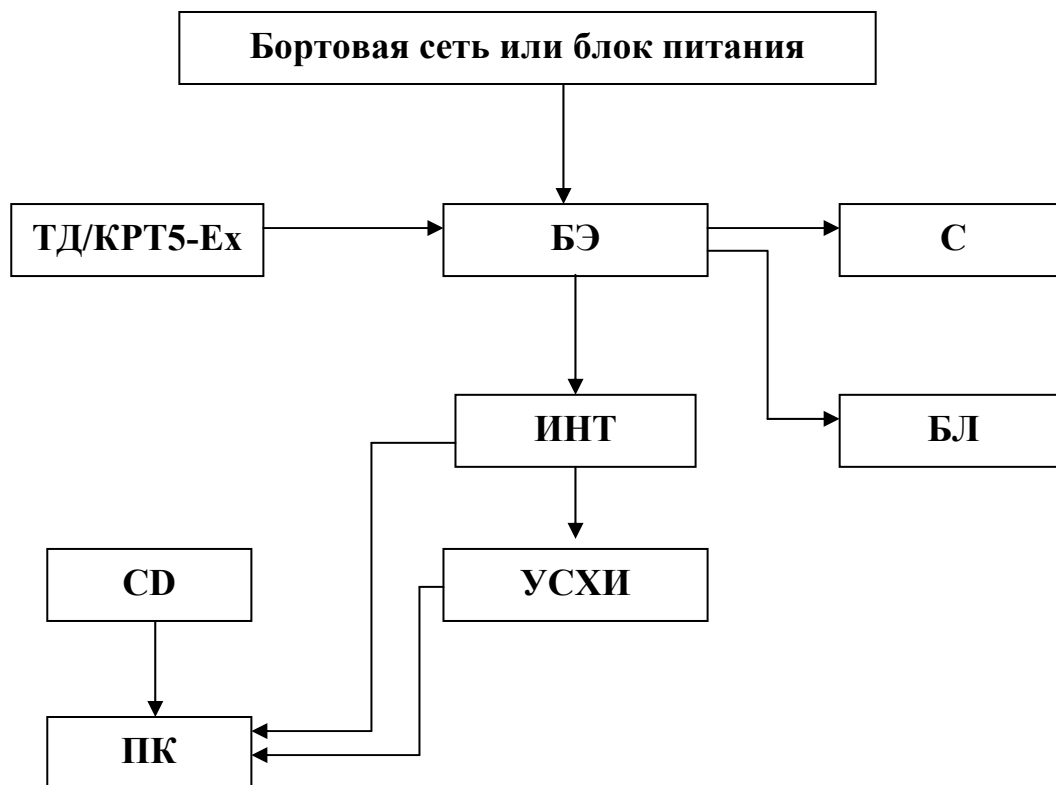 Бортовая сеть или блок питания
ТД/КРТ5-Ех
БЭ
С
ИНТ
БЛ
CD
УСХИ
ПК